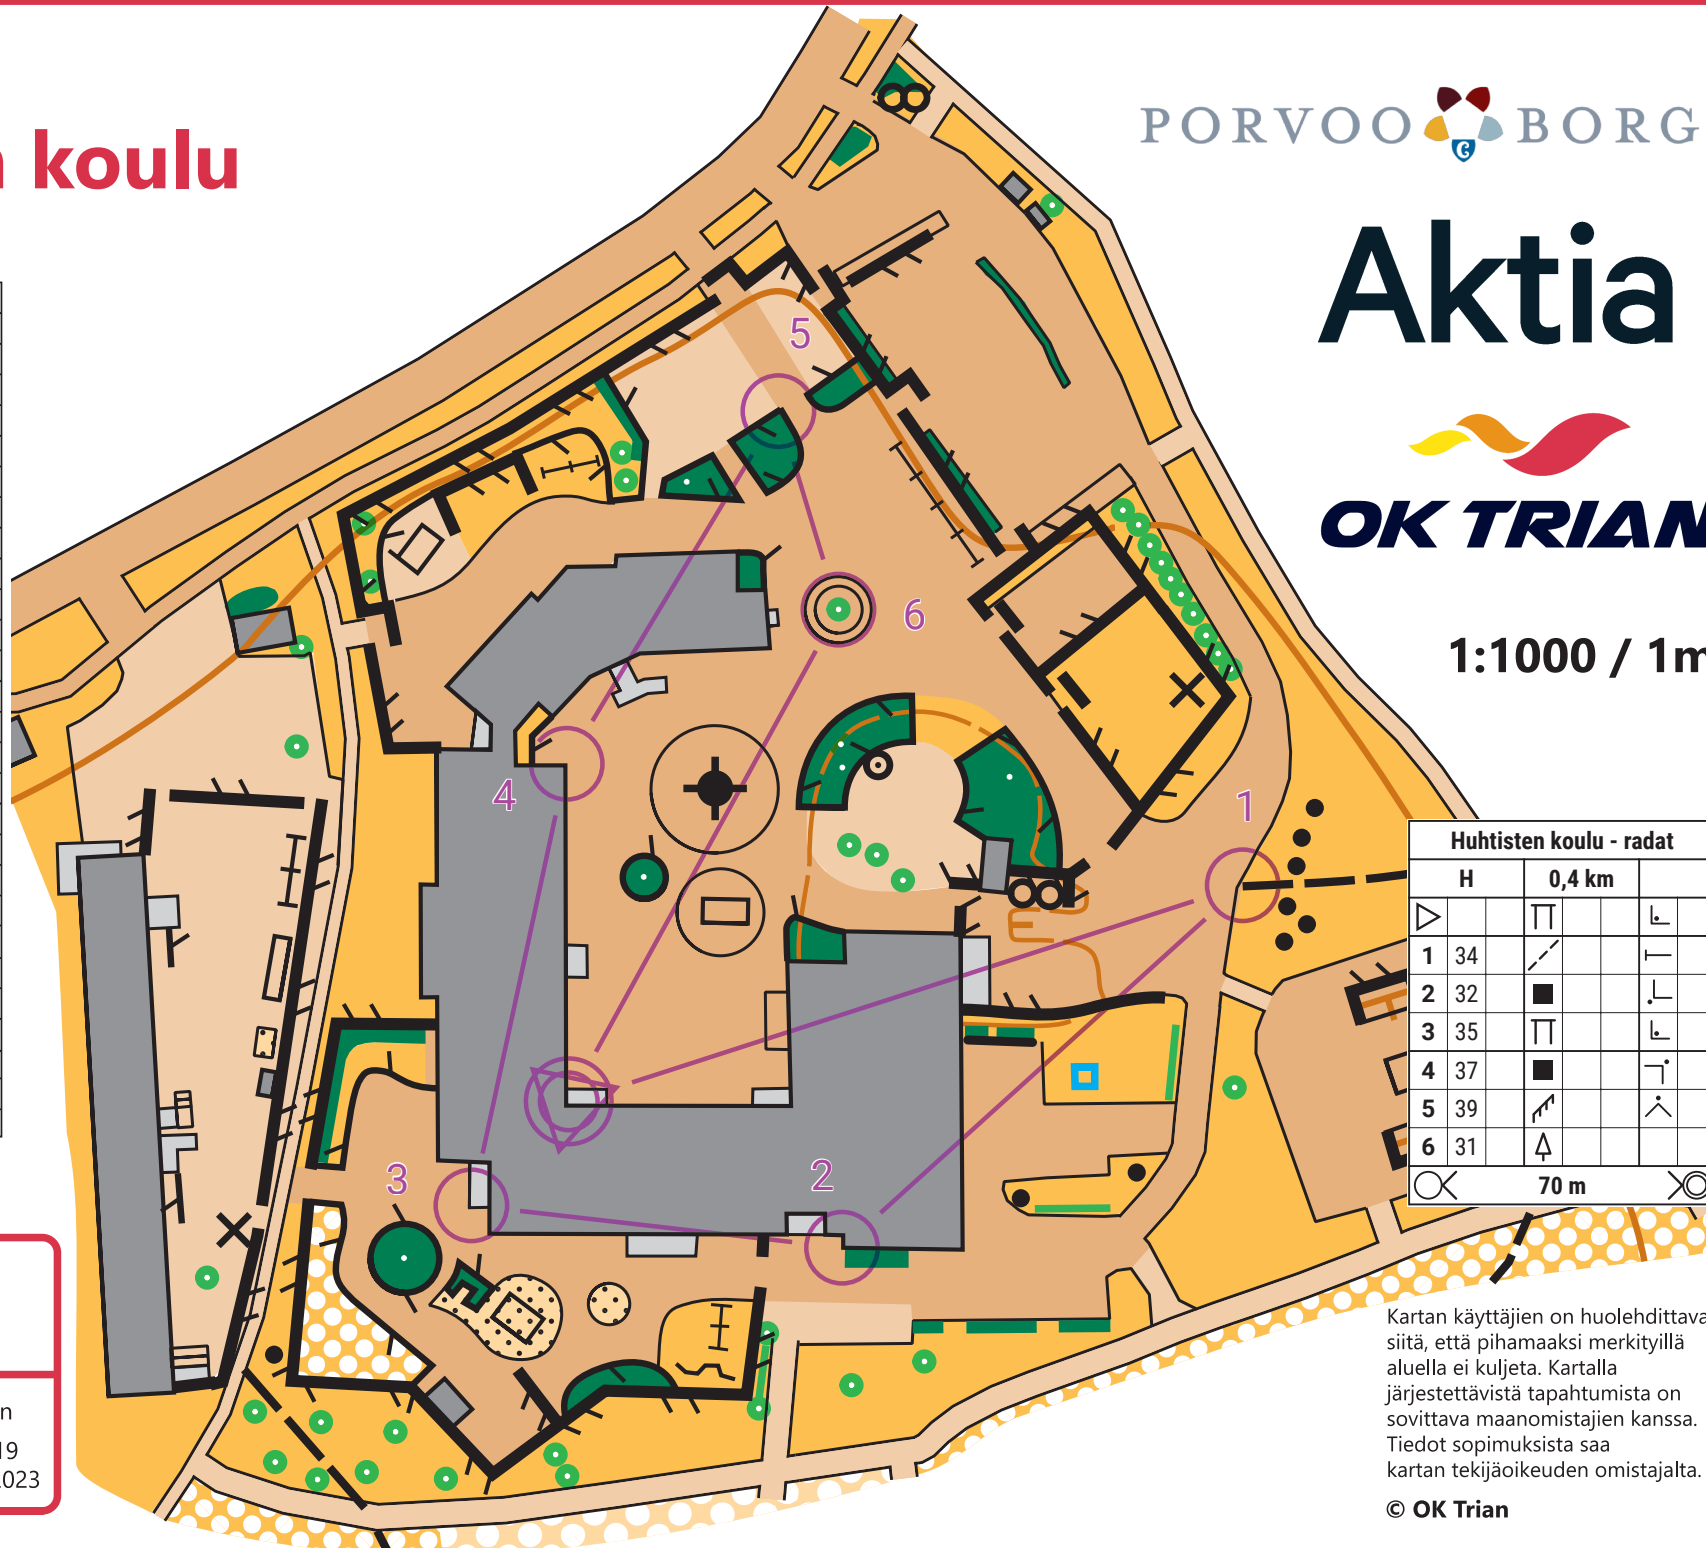 koulu
PORVOO BORG
Aktia
OK TRIAN
1:1000 / 1m
5
6
4
1
3
2
Huhtisten koulu - radat
H 0,4 km
1 34
2 32
3 35
4 37
5 39
6 31
70 m
19
2023
Kartan käyttäjien on huolehdittava
siitä, että pihamaaksi merkityillä
aluella ei kuljeta. Kartalla
järjestettävistä tapahtumista on
sovittava maanomistajien kanssa.
Tiedot sopimuksista saa
kartan tekijäoikeuden omistajalta.
© OK Trian